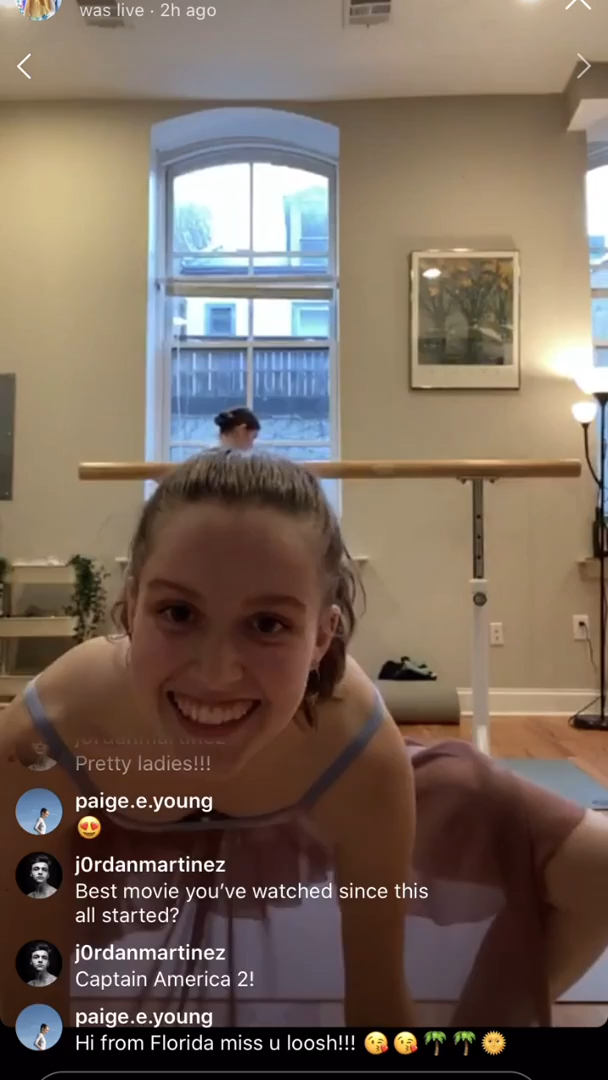 was live · 2h ago
j0rdanmartinez
Pretty ladies!!!
paige.e.young
😍
j0rdanmartinez
Best movie you’ve watched since this
all started?
j0rdanmartinez
Captain America 2!
paige.e.young
Hi from Florida miss u loosh!!! 😘 😘 🌴 🌴 🌞